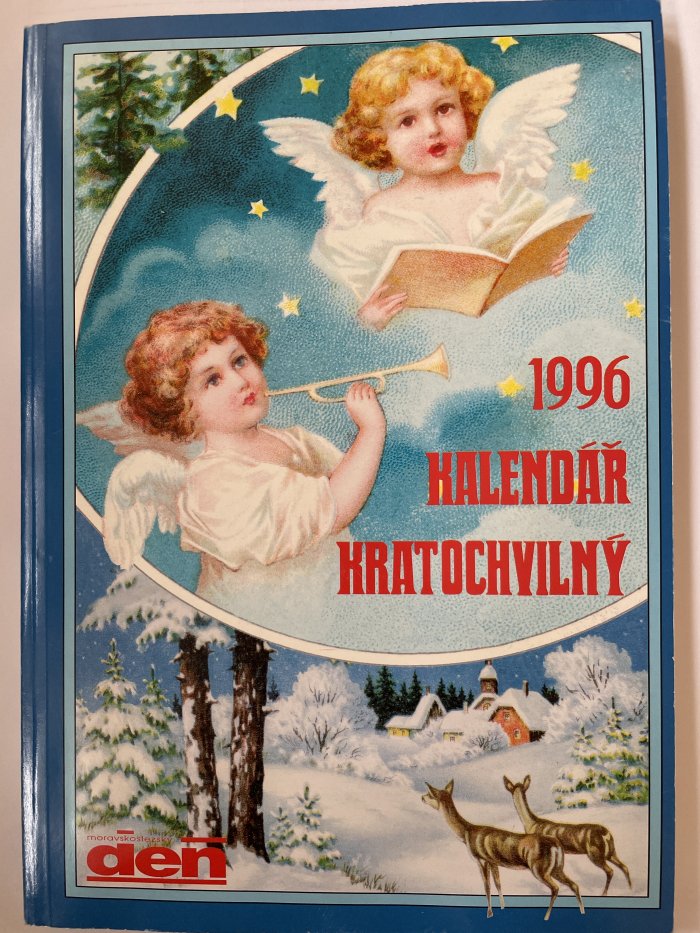 1996
KALENDÁŘ
KRATOCHVILNÝ
moravskoslezský
den